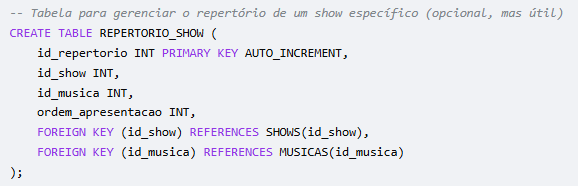 -- Tabela para gerenciar o repertório de um show específico (opcional, mas útil)
CREATE TABLE REPERTORIO_SHOW (
    id_repertorio INT PRIMARY KEY AUTO_INCREMENT,
    id_show INT,
    id_musica INT,
    ordem_apresentacao INT,
    FOREIGN KEY (id_show) REFERENCES SHOWS(id_show),
    FOREIGN KEY (id_musica) REFERENCES MUSICAS(id_musica)
);